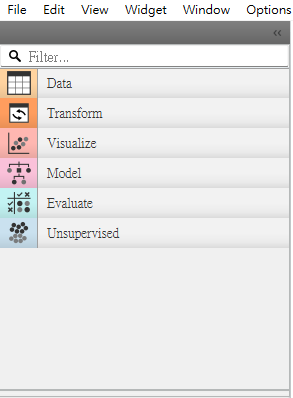 File Edit View Widget Window Options
Filter...
Data
Transform
Visualize
Model
Evaluate
Unsupervised